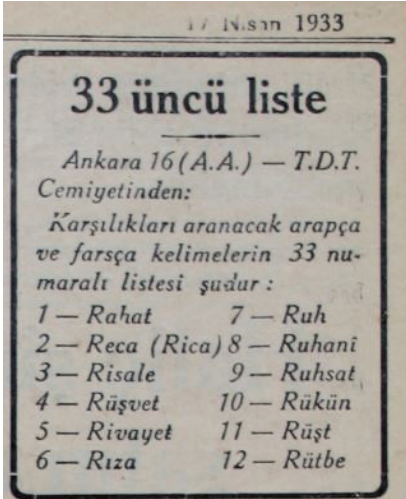 17 Nisan 1933
33 üncü liste
Ankara 16 (A.A.) — T.D.T.
Cemiyetinden:
Karşılıkları aranacak arapça
ve farsça kelimelerin 33 nu-
maralı listesi şudur :
1 — Rahat
2 — Reca (Rica)
3 — Risale
4 — Rüşvet
5 — Rivayet
6 — Rıza
7 — Ruh
8 — Ruhanî
9 — Ruhsat
10 — Rükün
11 — Rüşt
12 — Rütbe